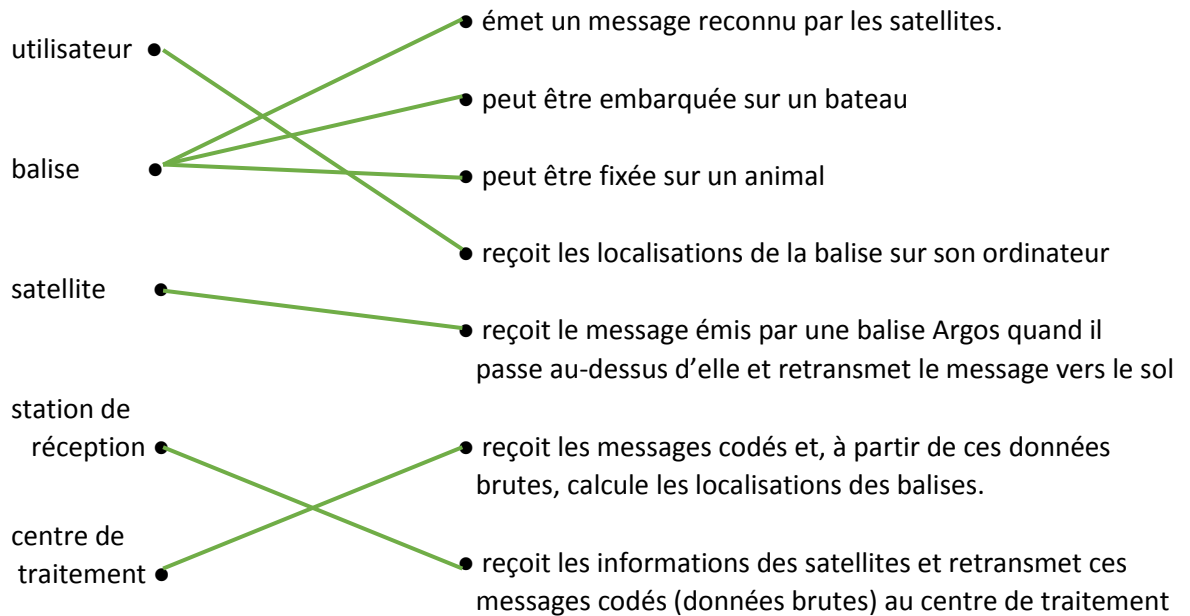 émet un message reconnu par les satellites.
utilisateur
peut être embarquée sur un bateau
balise
peut être fixée sur un animal
reçoit les localisations de la balise sur son ordinateur
satellite
reçoit le message émis par une balise Argos quand il
passe au-dessus d’elle et retransmet le message vers le sol
station de
réception
reçoit les messages codés et, à partir de ces données
brutes, calcule les localisations des balises.
centre de
traitement
reçoit les informations des satellites et retransmet ces
messages codés (données brutes) au centre de traitement